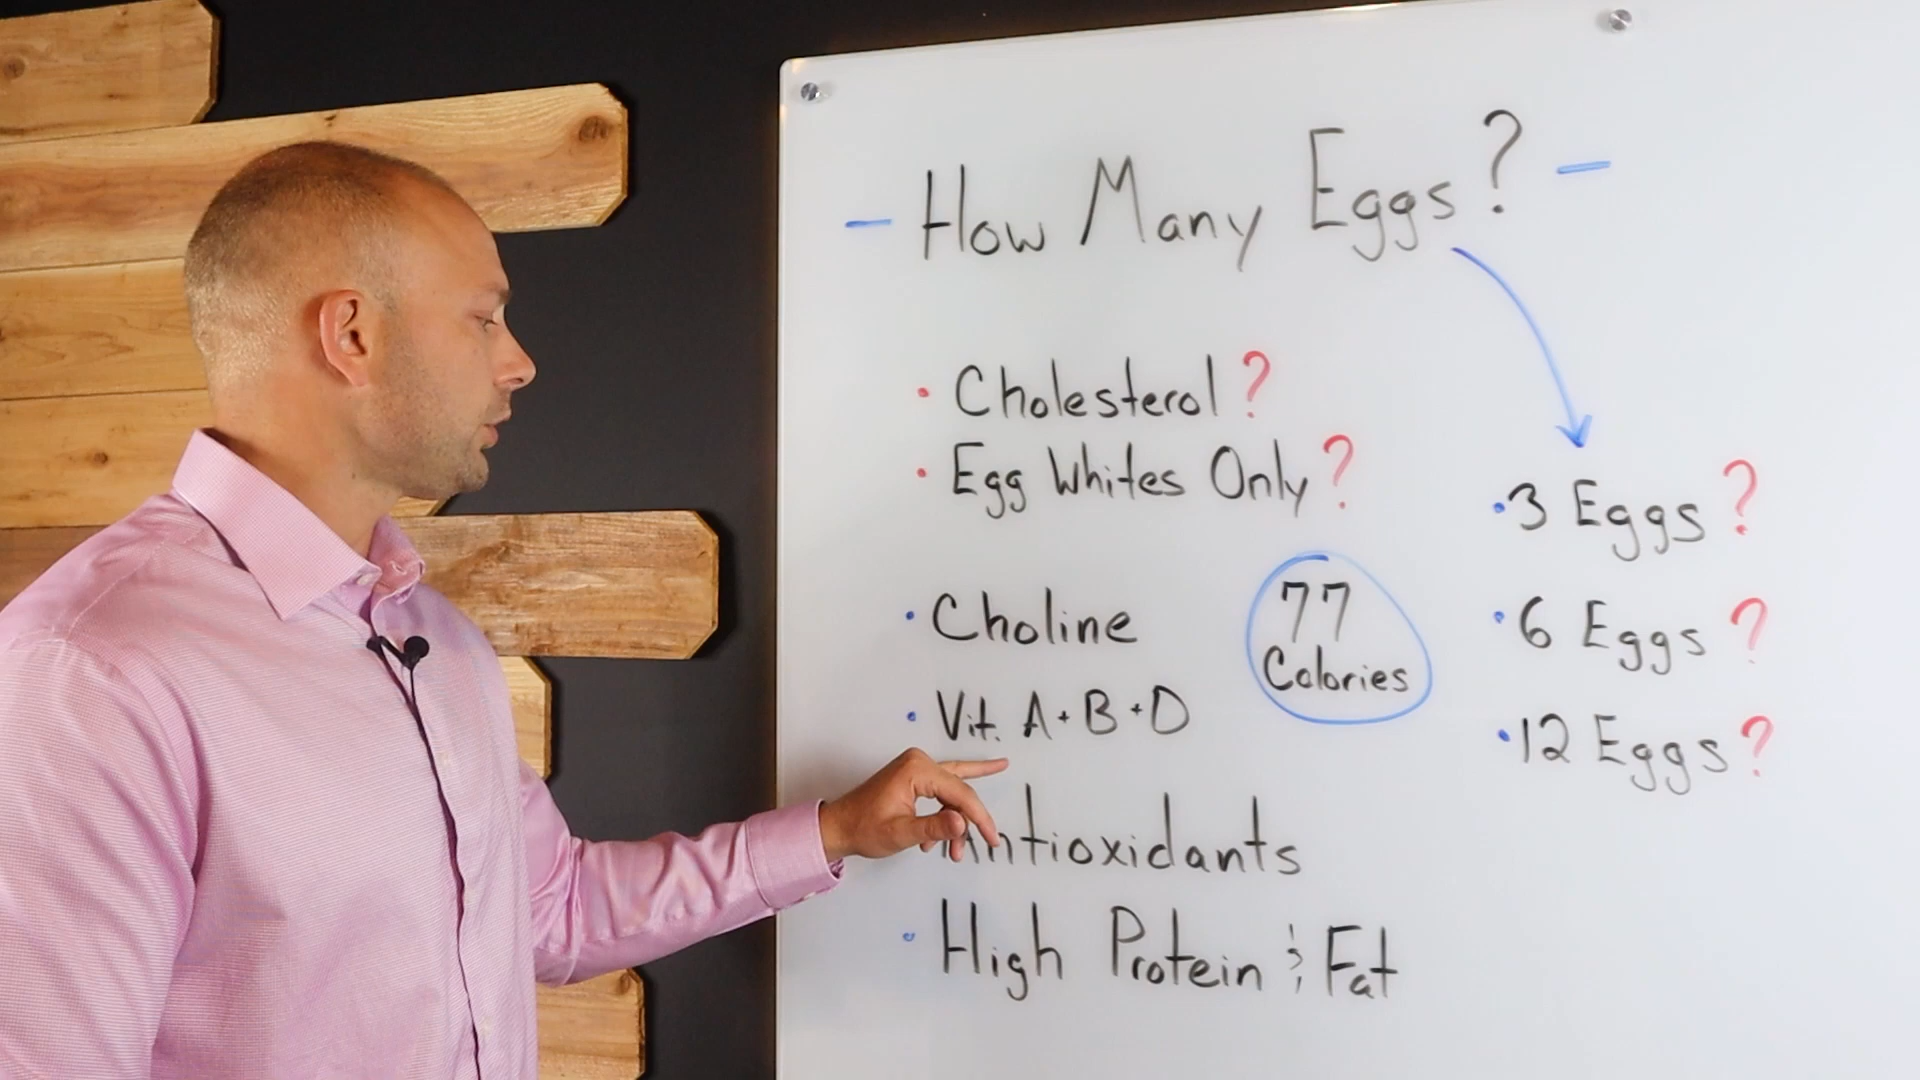 - How Many Eggs? -
• Cholesterol?
• Egg Whites Only?
• Choline
• Vit. A + B + D
Antioxidants
• High Protein & Fat
77
Calories
• 3 Eggs?
• 6 Eggs?
• 12 Eggs?